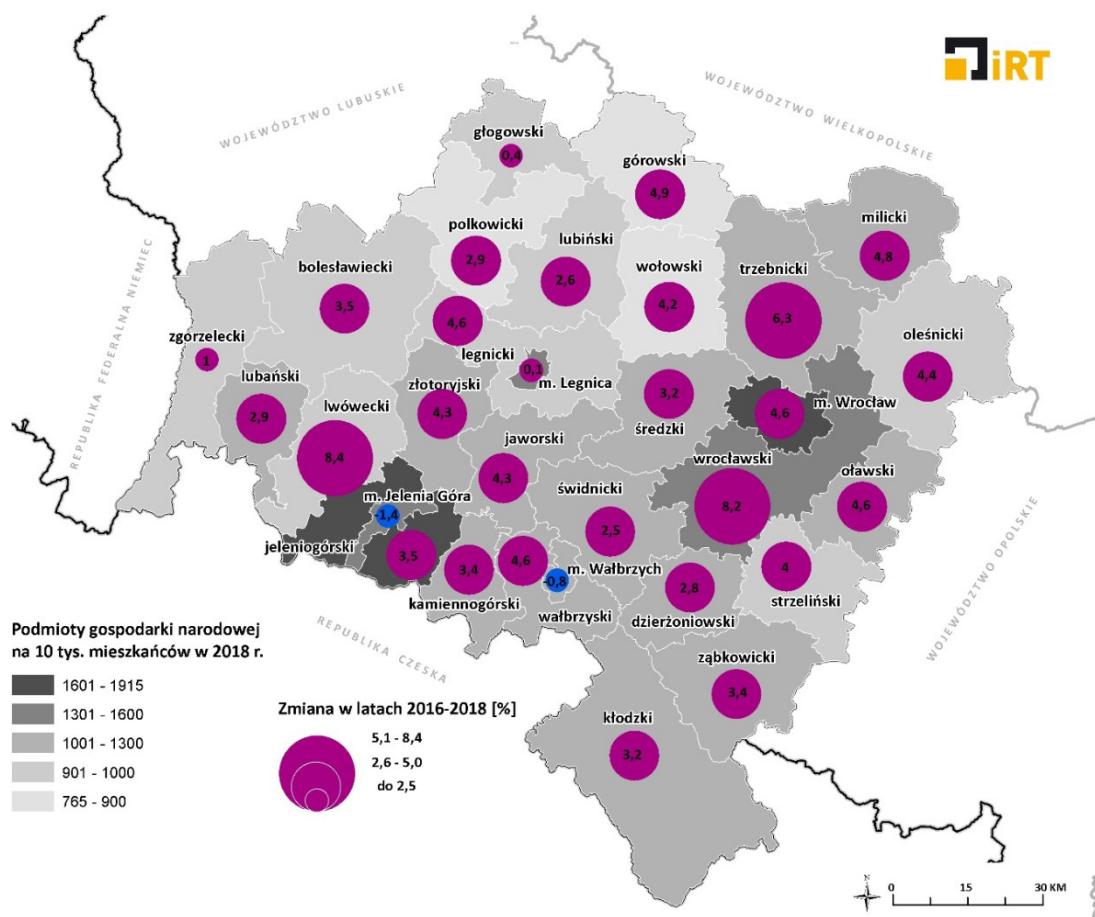 iRT
WOJEWÓDZTWO LUBUSKIE
WOJEWÓDZTWO WIELKOPOLSKIE
REPUBLIKA FEDERALNA NIEMIEC
głogowski
0,4
górowski
4,9
milicki
4,8
polkowicki
2,9
lubiński
2,6
wołowski
4,2
trzebnicki
6,3
bolesławiecki
3,5
4,6
legnicki
oleśnicki
4,4
zgorzelecki
1
0,1
m. Legnica
lubański
2,9
lwówecki
8,4
złotoryjski
4,3
3,2
średzki
4,6
m. Wrocław
jaworski
4,3
wrocławski
8,2
oławski
4,6
świdnicki
2,5
m. Jelenia Góra
-1,4
jeleniogórski
3,5
3,4
kamiennogórski
4,6
m. Wałbrzych
-0,8
wałbrzyski
2,8
dzierżoniowski
4
strzeliński
ząbkowicki
3,4
kłodzki
3,2
REPUBLIKA CZESKA
WOJEWÓDZTWO OPOLSKIE
Podmioty gospodarki narodowej
na 10 tys. mieszkańców w 2018 r.
1601 - 1915
1301 - 1600
1001 - 1300
901 - 1000
765 - 900
Zmiana w latach 2016-2018 [%]
5,1 - 8,4
2,6 - 5,0
do 2,5
N
0 15 30 KM